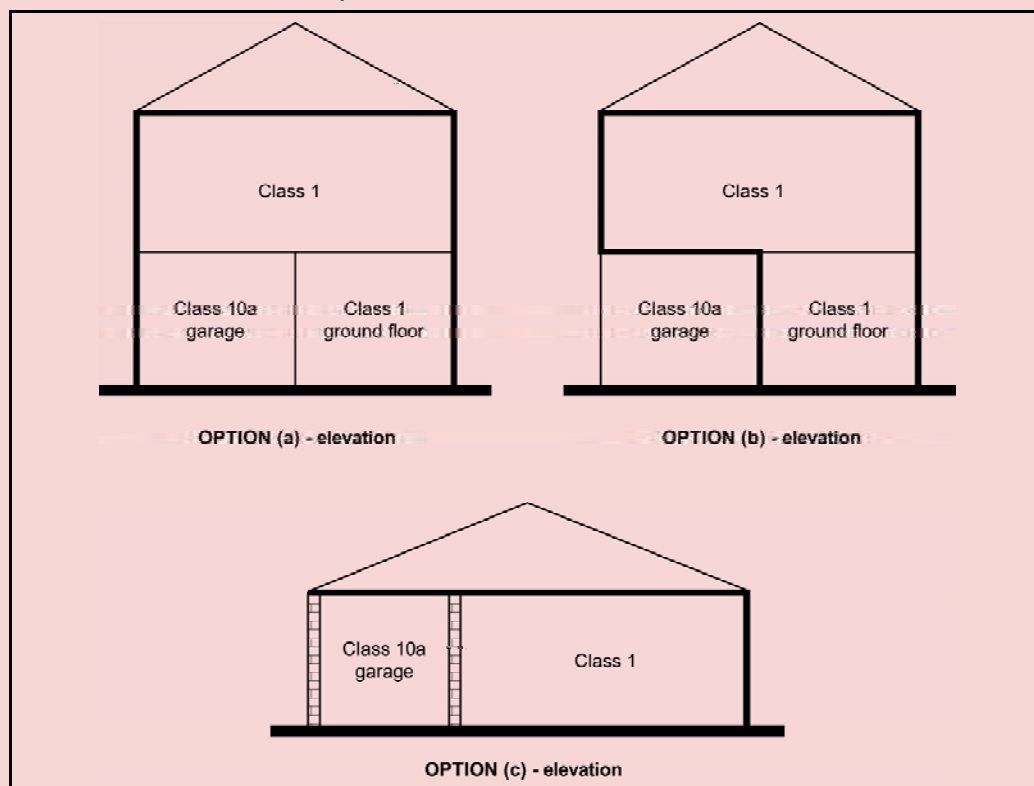 Class 1
Class 10a
garage
Class 1
ground floor
OPTION (a) - elevation
Class 1
Class 10a
garage
Class 1
ground floor
OPTION (b) - elevation
Class 10a
garage
Class 1
OPTION (c) - elevation